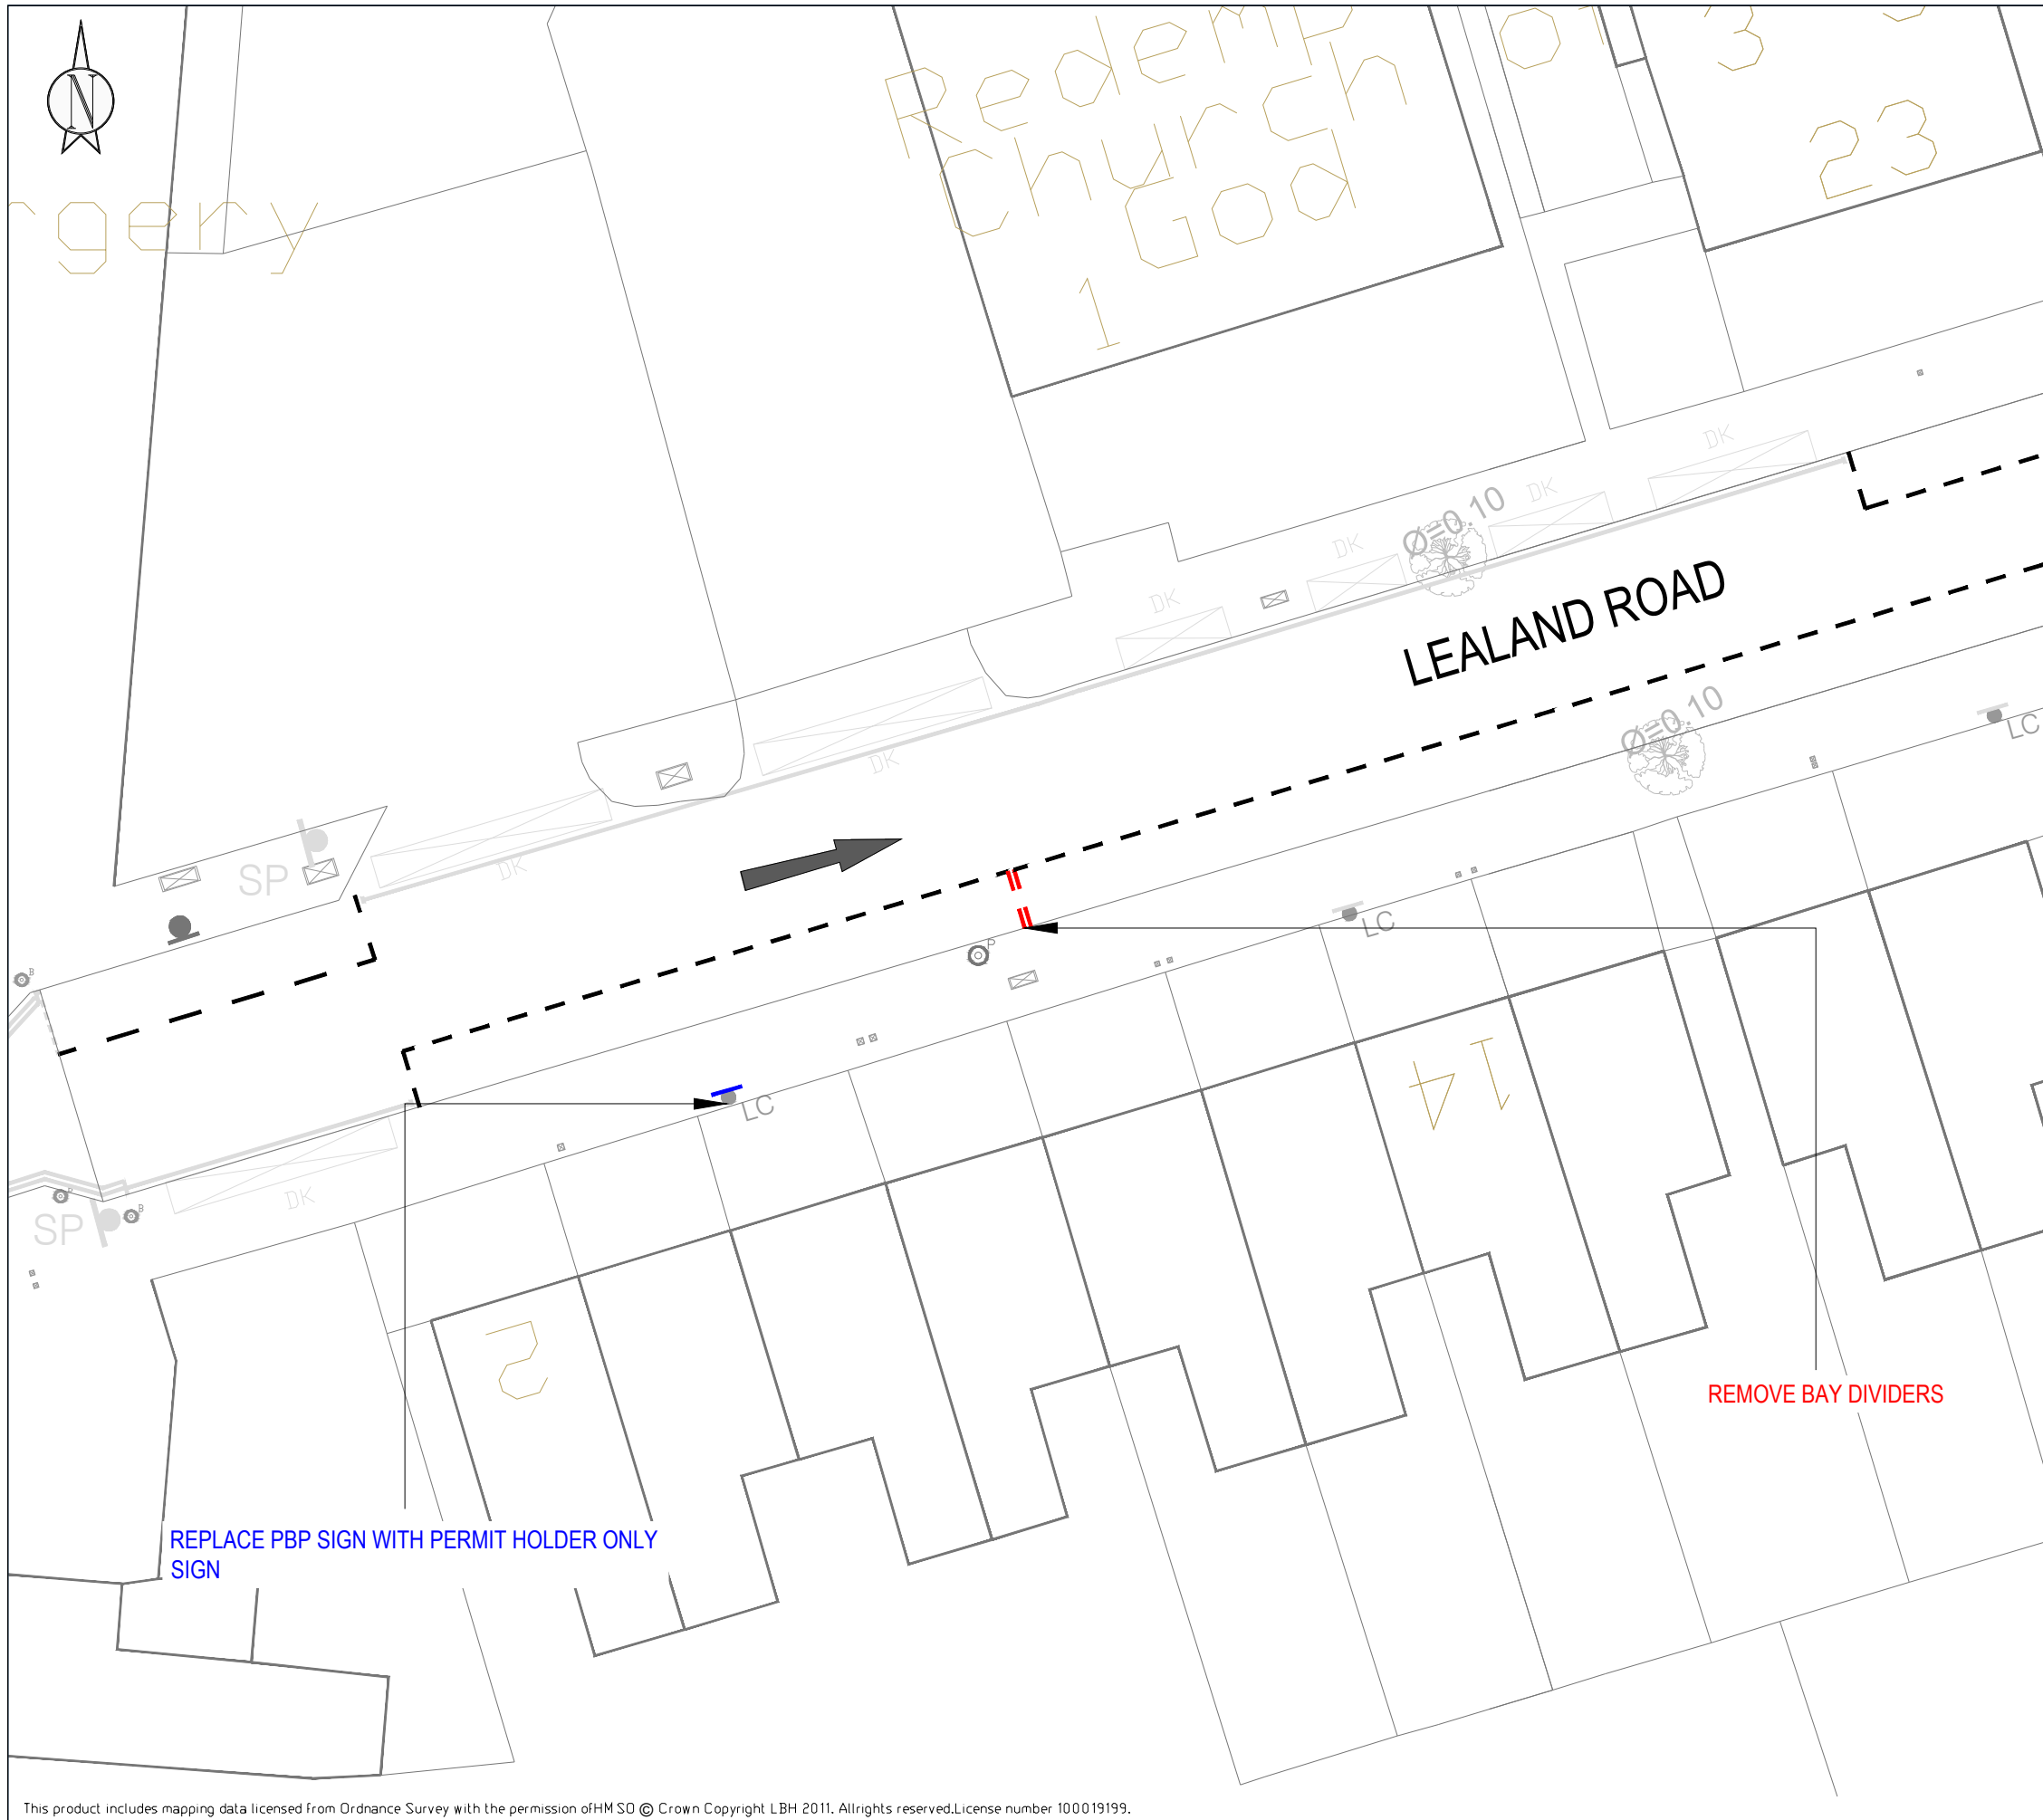 N
Redemp
Church
God
1
3
23
gery
DK
DK
DK
DK
Ø=0.10
LEALAND ROAD
DK
Ø=0.10
LC
SP
DK
LC
P
B
LC
14
SP
B
DK
2
REMOVE BAY DIVIDERS
REPLACE PBP SIGN WITH PERMIT HOLDER ONLY
SIGN
This product includes mapping data licensed from Ordnance Survey with the permission of HMSO © Crown Copyright LBH 2011. All rights reserved. License number 100019199.